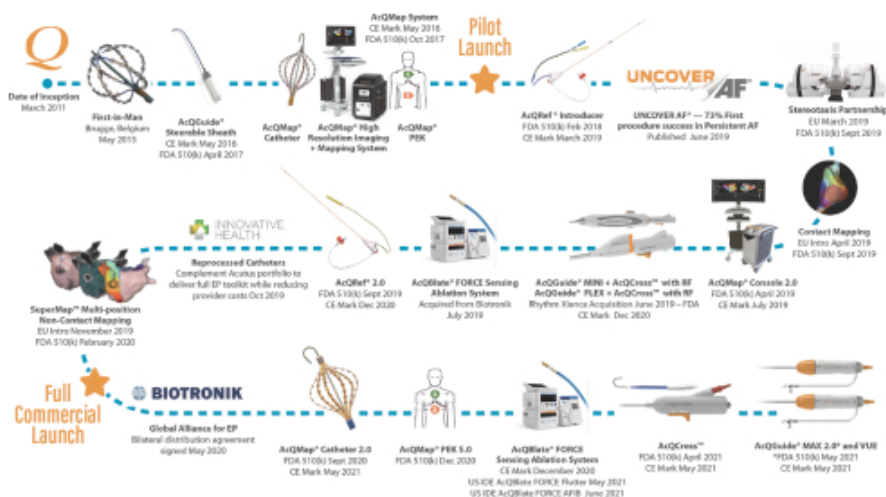 Q
Date of Inception
March 2011
First-in-Man
Brugge, Belgium
May 2013
AcQGuide®
Steerable Sheath
CE Mark May 2016
FDA 510(k) April 2017
AcQMap®
Catheter
AcQMap System
CE Mark May 2016
FDA 510(k) Oct 2017
AcQMap® High
Resolution Imaging
+ Mapping System
AcQMap®
PEK
Pilot
Launch
AcQRef® Introducer
FDA 510(k) Feb 2018
CE Mark March 2019
UNCOVER AF
UNCOVER AF® — 73% First
procedure success in Persistent AF
Published June 2019
Stereotaxis Partnership
EU March 2019
FDA 510(k) Sept 2019
Contact Mapping
EU Intro April 2019
FDA 510(k) Sept 2019
AcQMap® Console 2.0
FDA 510(k) April 2019
CE Mark July 2019
AcQGuide® MINI + AcQCross™ with RF
AcQGuide® FLEX + AcQCross™ with RF
Rhythm Xience Acquisition June 2019 – FDA
CE Mark Dec 2020
AcQBlate® FORCE Sensing
Ablation System
Acquired from Biotronik
July 2019
AcQRef® 2.0
FDA 510(k) Sept 2019
CE Mark Dec 2020
INNOVATIVE
HEALTH
Reprocessed Catheters
Complement Acutus portfolio to
deliver full EP toolkit while reducing
provider costs Oct 2019
SuperMap™ Multi-position
Non-Contact Mapping
EU Intro November 2019
FDA 510(k) February 2020
Full
Commercial
Launch
BIOTRONIK
Global Alliance for EP
Bilateral distribution agreement
signed May 2020
AcQMap® Catheter 2.0
FDA 510(k) Sept 2020
CE Mark May 2021
AcQMap® PEK 5.0
FDA 510(k) Dec 2020
AcQBlate® FORCE
Sensing Ablation System
CE Mark December 2020
US IDE AcQBlate FORCE Flutter May 2021
US IDE AcQBlate FORCE AFIB June 2021
AcQCross™
FDA 510(k) April 2021
CE Mark May 2021
AcQGuide® MAX 2.0® and VUE
*FDA 510(k) May 2021
CE Mark May 2021